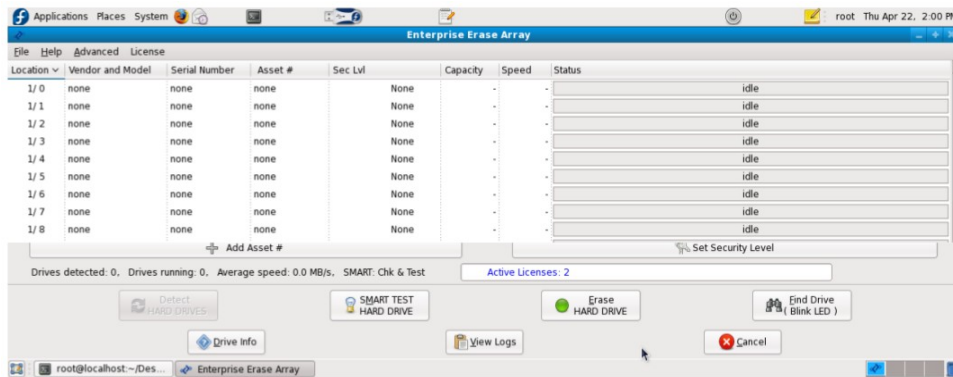 Applications Places System root Thu Apr 22, 2:00 PM
Enterprise Erase Array
File Help Advanced License
Location Vendor and Model Serial Number Asset # Sec Lvl Capacity Speed Status
1/ 0 none none none None - - idle
1/ 1 none none none None - - idle
1/ 2 none none none None - - idle
1/ 3 none none none None - - idle
1/ 4 none none none None - - idle
1/ 5 none none none None - - idle
1/ 6 none none none None - - idle
1/ 7 none none none None - - idle
1/ 8 none none none None - - idle
Add Asset # Set Security Level
Drives detected: 0, Drives running: 0, Average speed: 0.0 MB/s, SMART: Chk & Test Active Licenses: 2
Detect HARD DRIVES
SMART TEST HARD DRIVE
Erase HARD DRIVE
Find Drive ( Blink LED )
Drive Info View Logs Cancel
root@localhost:~/Des... Enterprise Erase Array